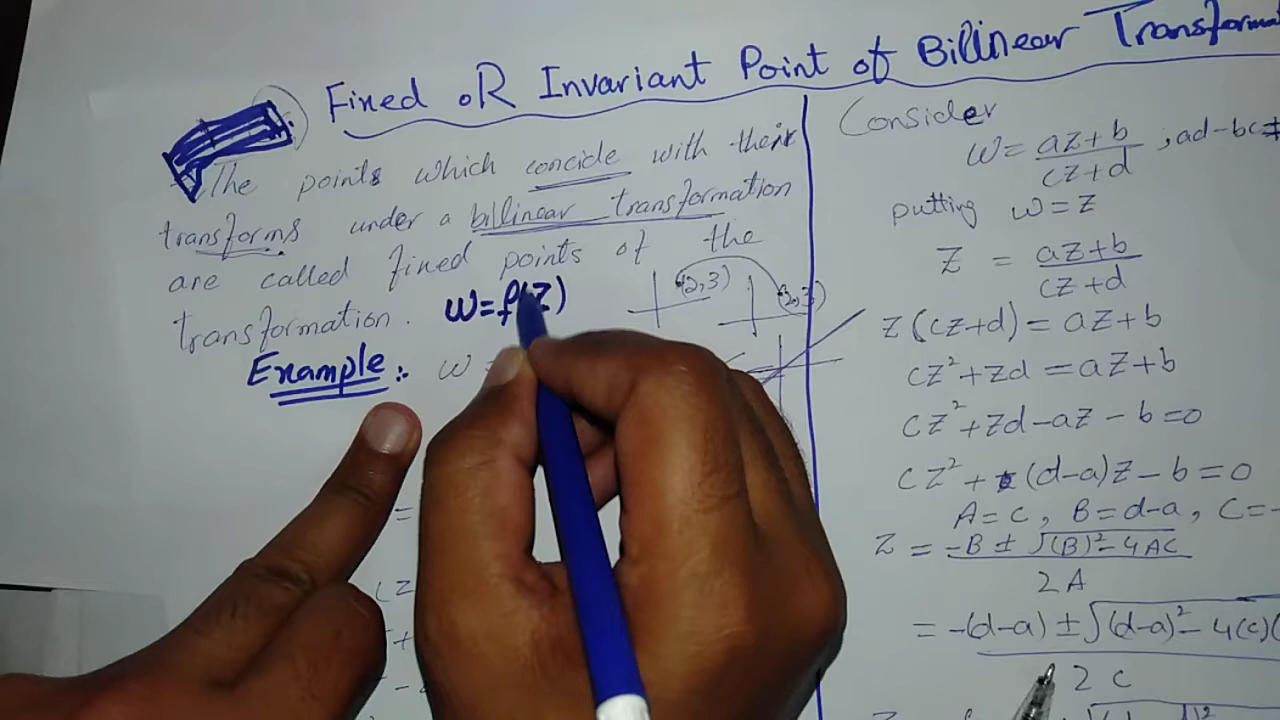 Fixed OR Invariant Point of Bilinear Transforma
The points which concide with their
transforms under a bilinear transformation
are called fixed points of the
transformation.
w=f(z)
(2,3)
(2,3)
Example:
w =
=
Consider
w = az+b / cz+d , ad-bc≠
putting w=z
z = az+b / cz+d
z(cz+d) = az+b
cz²+zd = az+b
cz²+zd-az-b=0
cz²+(d-a)z-b=0
A=c, B=d-a, C=-
z = -B ± √(B)²-4AC / 2A
= -(d-a) ± √(d-a)²-4(c)( / 2c